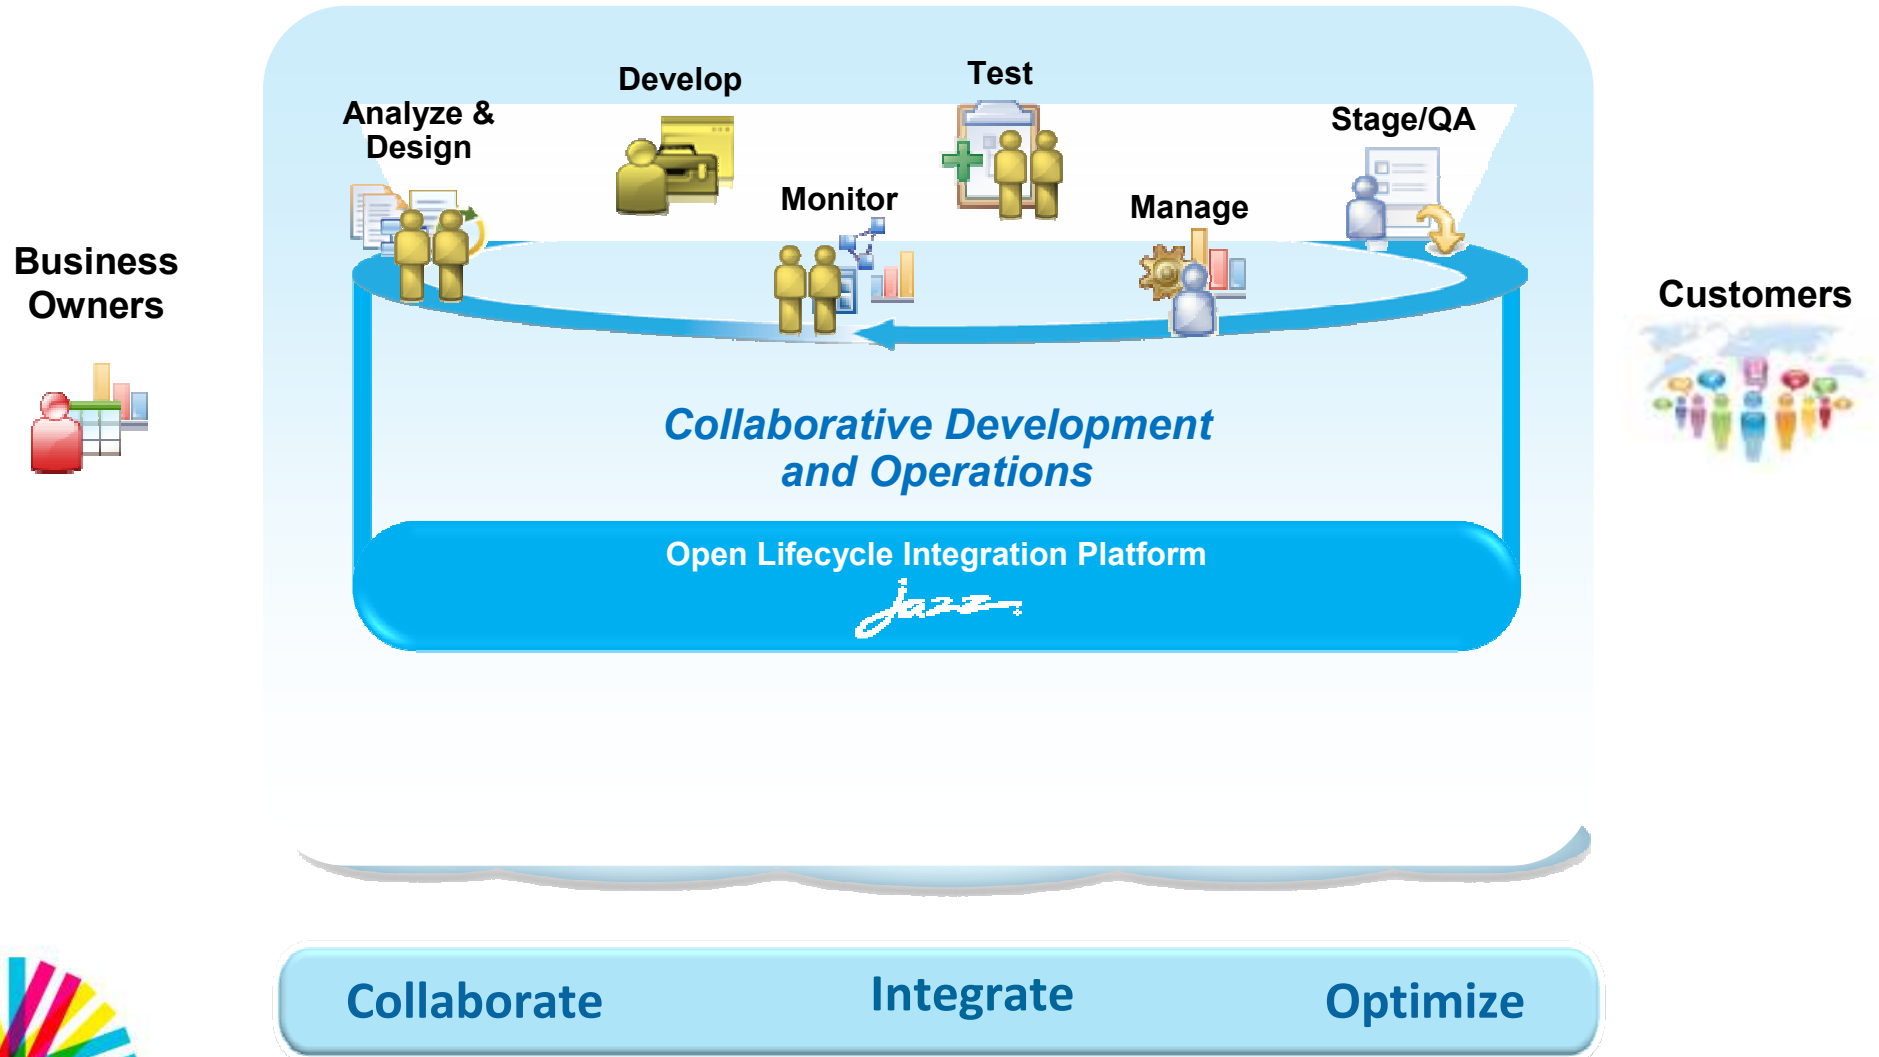 Develop
Test
Analyze &
Design
Stage/QA
Monitor
Manage
Business
Owners
Customers
Collaborative Development
and Operations
Open Lifecycle Integration Platform
jazz
Collaborate
Integrate
Optimize